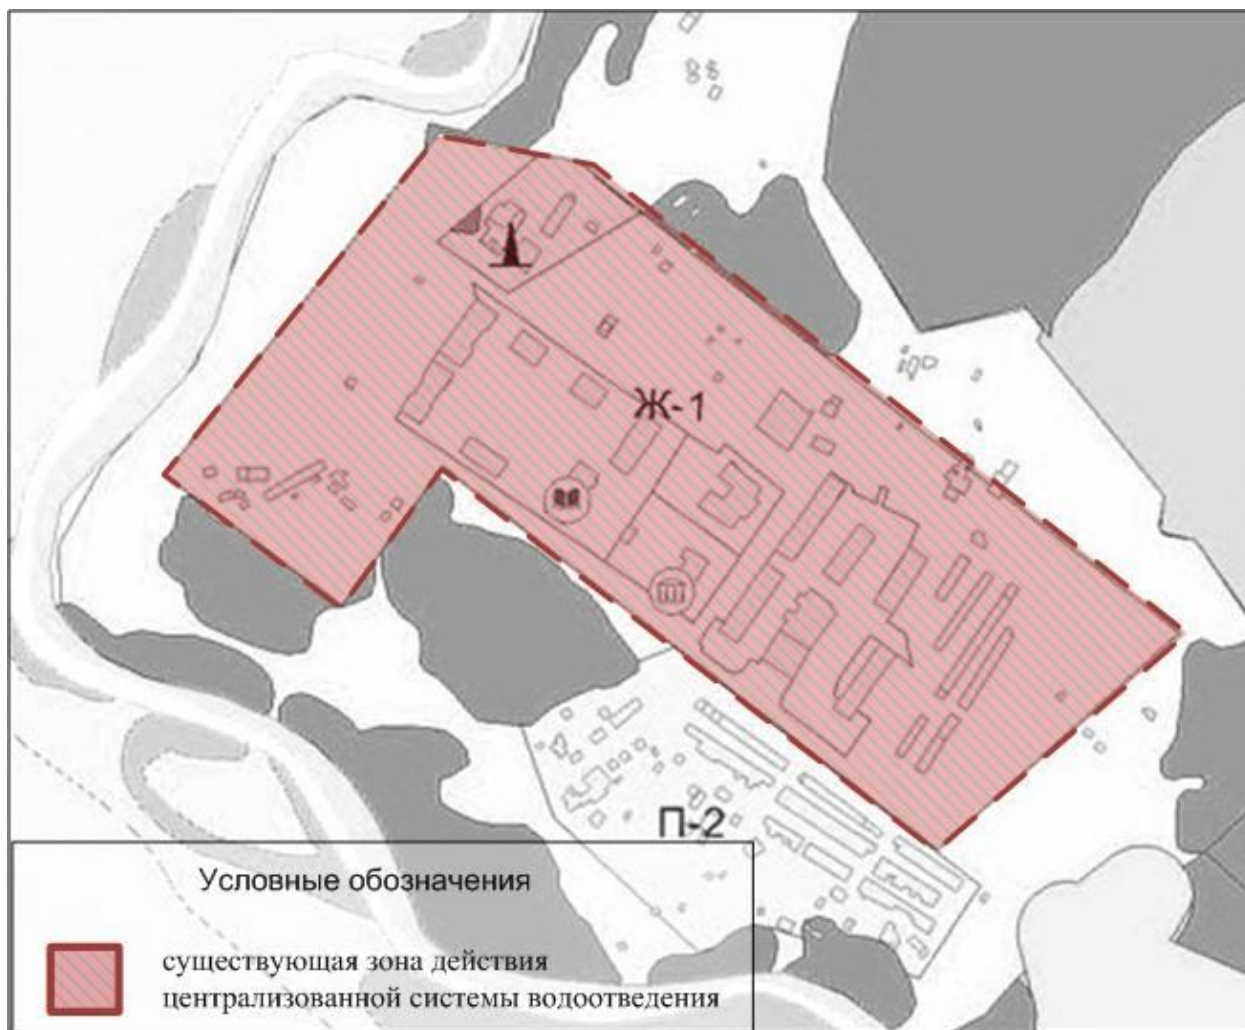 Ж-1
П-2
Условные обозначения
существующая зона действия
централизованной системы водоотведения